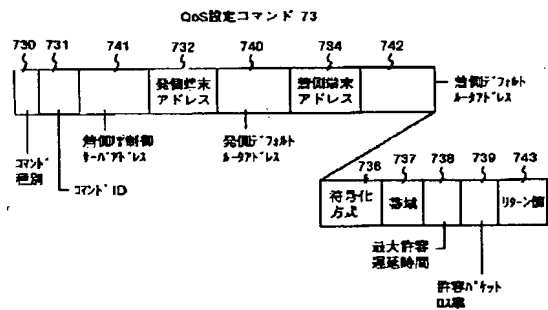 QoS設定コマンド 73
730 731 741 732 740 734 742
発側端末
アドレス
着側端末
アドレス
着側デフォルト
ルータアドレス
コマンド
種別
コマンドID
サーバアドレス
発側デフォルト
ルータアドレス
736 737 738 739 743
符号化
方式
帯域
リターン値
最大許容
遅延時間
許容パケット
ロス率